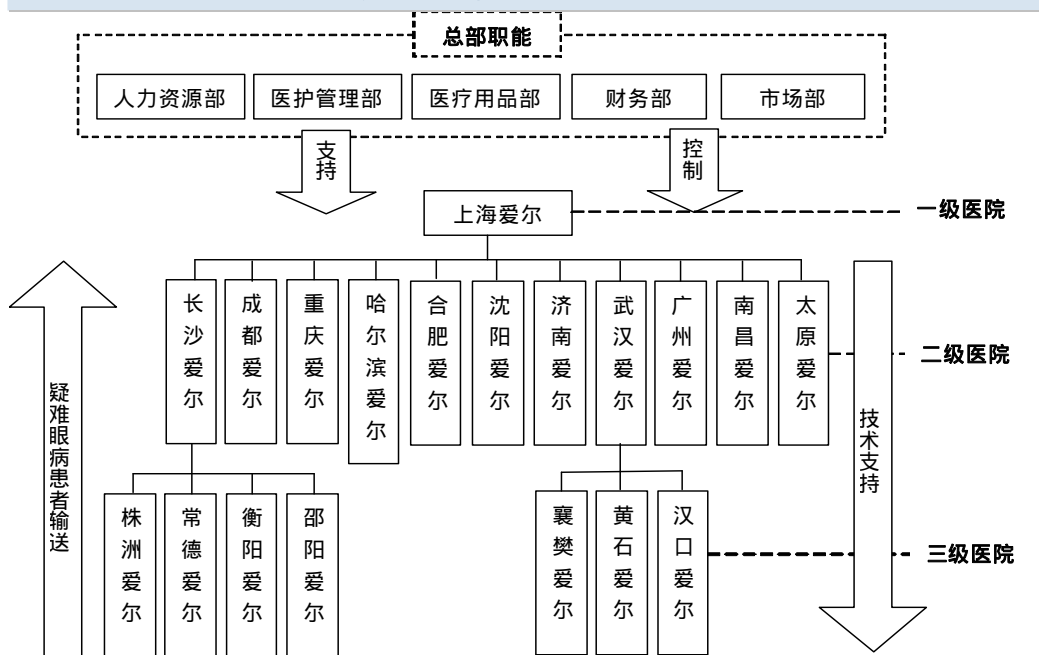 总部职能
人力资源部
医护管理部
医疗用品部
财务部
市场部
支持
控制
上海爱尔
一级医院
长沙爱尔
成都爱尔
重庆爱尔
哈尔滨爱尔
合肥爱尔
沈阳爱尔
济南爱尔
武汉爱尔
广州爱尔
南昌爱尔
太原爱尔
二级医院
疑难眼病患者输送
技术支持
株洲爱尔
常德爱尔
衡阳爱尔
邵阳爱尔
襄樊爱尔
黄石爱尔
汉口爱尔
三级医院